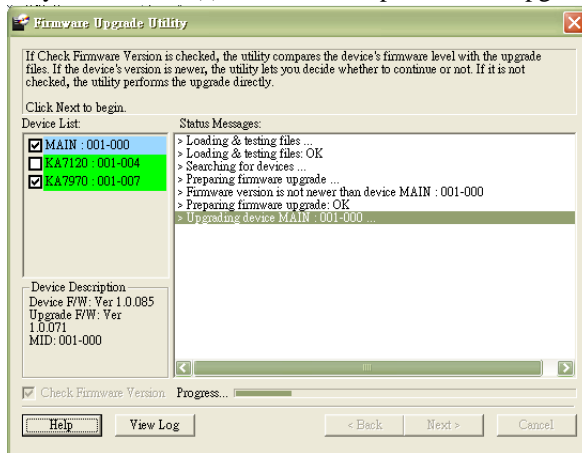 Firmware Upgrade Utility
If Check Firmware Version is checked, the utility compares the device's firmware level with the upgrade
files. If the device's version is newer, the utility lets you decide whether to continue or not. If it is not
checked, the utility performs the upgrade directly.
Click Next to begin.
Device List:
MAIN : 001-000
KA7120 : 001-004
KA7970 : 001-007
Status Messages:
> Loading & testing files ...
> Loading & testing files: OK
> Searching for devices ...
> Preparing firmware upgrade ...
> Firmware version is not newer than device MAIN : 001-000
> Preparing firmware upgrade: OK
> Upgrading device MAIN : 001-000 ...
Device Description
Device F/W: Ver 1.0.085
Upgrade F/W: Ver
1.0.071
MID: 001-000
Check Firmware Version Progress...
Help View Log < Back Next > Cancel